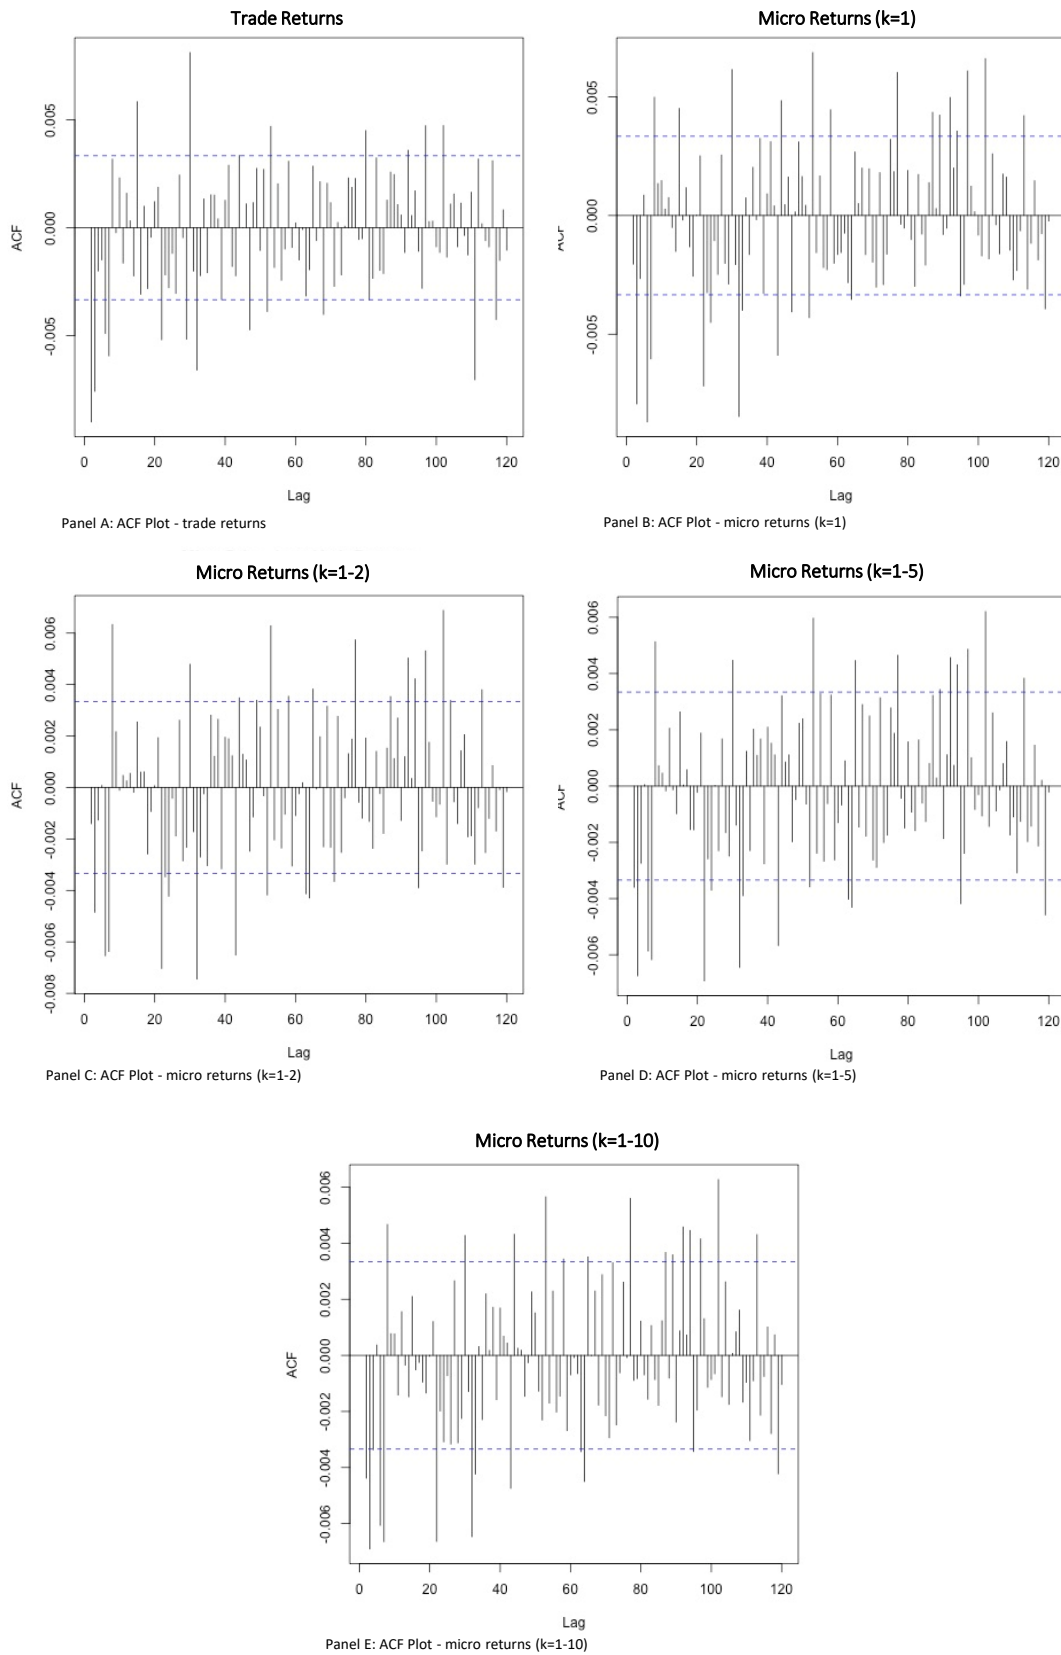 Trade Returns
ACF
0.005
0.000
-0.005
0 20 40 60 80 100 120
Lag
Panel A: ACF Plot - trade returns
Micro Returns (k=1)
ACF
0.005
0.000
-0.005
0 20 40 60 80 100 120
Lag
Panel B: ACF Plot - micro returns (k=1)
Micro Returns (k=1-2)
ACF
0.006
0.004
0.002
0.000
-0.002
-0.004
-0.006
-0.008
0 20 40 60 80 100 120
Lag
Panel C: ACF Plot - micro returns (k=1-2)
Micro Returns (k=1-5)
ACF
0.006
0.004
0.002
0.000
-0.002
-0.004
-0.006
0 20 40 60 80 100 120
Lag
Panel D: ACF Plot - micro returns (k=1-5)
Micro Returns (k=1-10)
ACF
0.006
0.004
0.002
0.000
-0.002
-0.004
-0.006
0 20 40 60 80 100 120
Lag
Panel E: ACF Plot - micro returns (k=1-10)